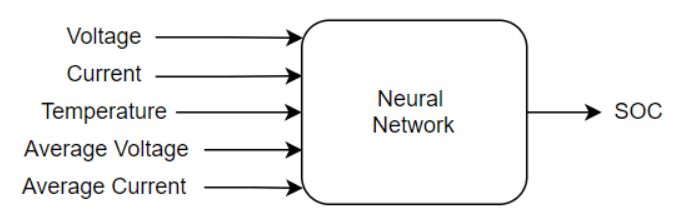 Voltage
Current
Temperature
Average Voltage
Average Current
Neural
Network
SOC